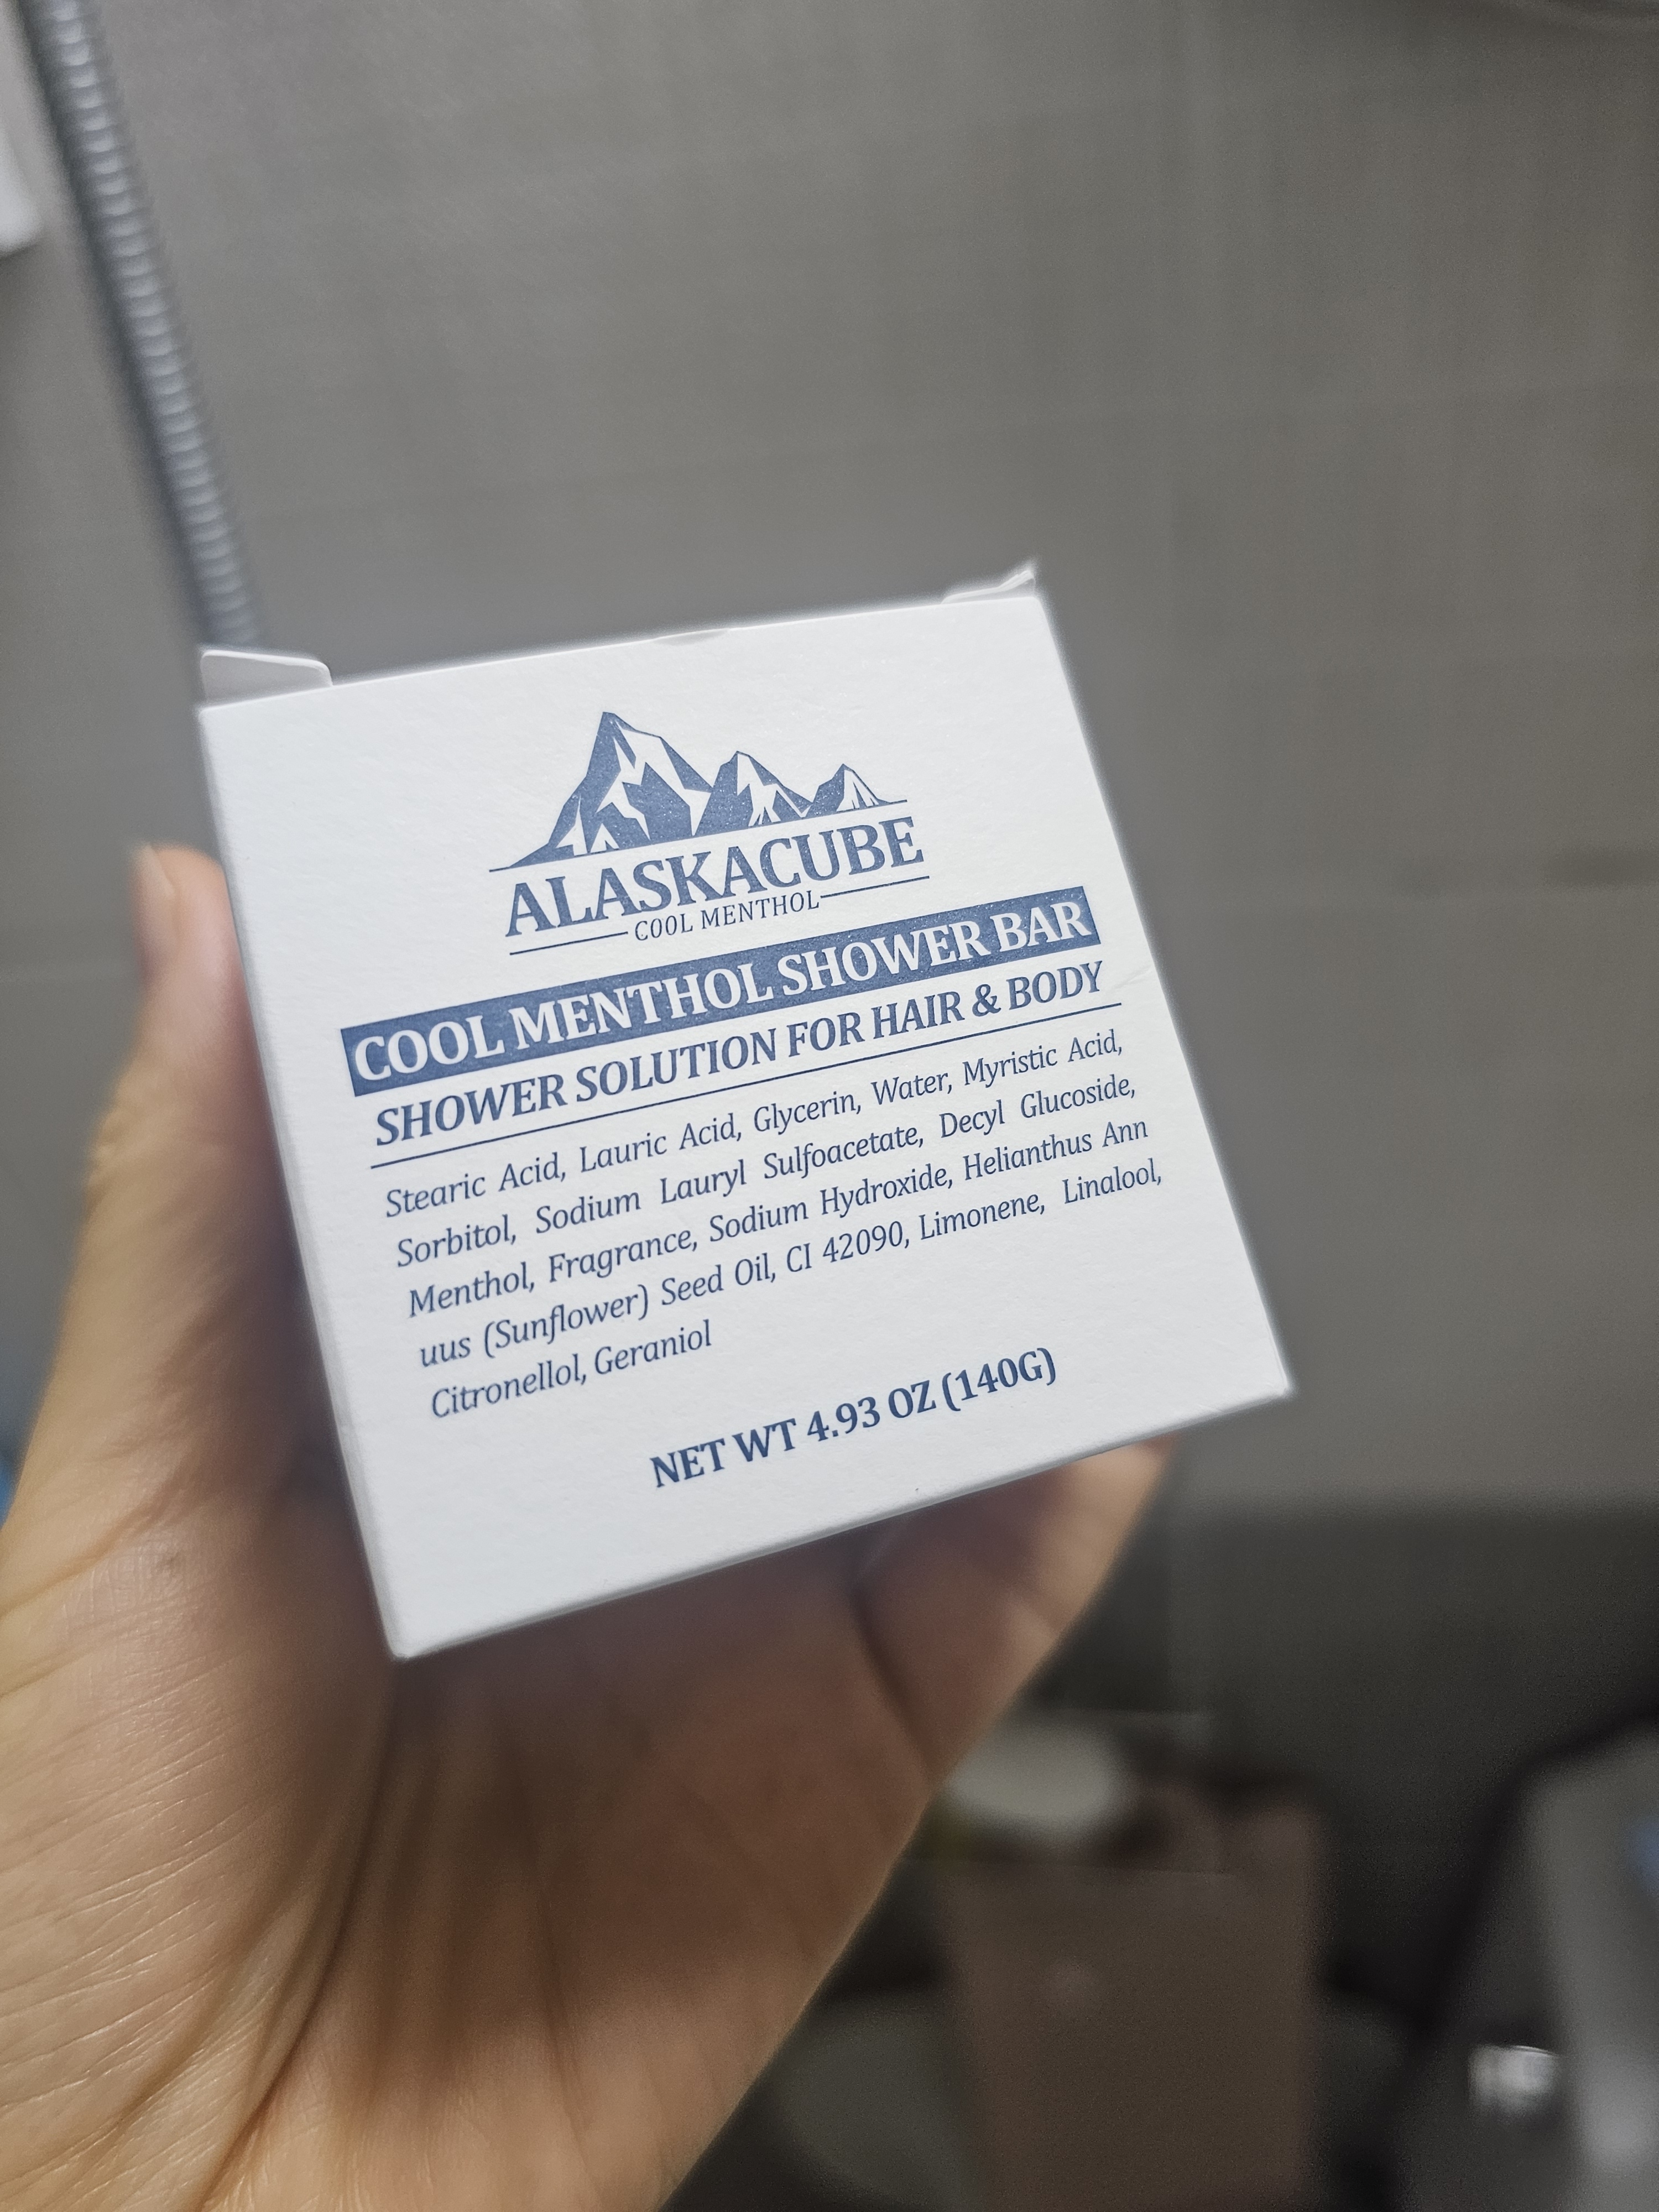 ALASKACUBE
COOL MENTHOL
COOL MENTHOL SHOWER BAR
SHOWER SOLUTION FOR HAIR & BODY
Stearic Acid, Lauric Acid, Glycerin, Water, Myristic Acid,
Sorbitol, Sodium Lauryl Sulfoacetate, Decyl Glucoside,
Menthol, Fragrance, Sodium Hydroxide, Helianthus Ann
uus (Sunflower) Seed Oil, CI 42090, Limonene, Linalool,
Citronellol, Geraniol
NET WT 4.93 OZ (140G)